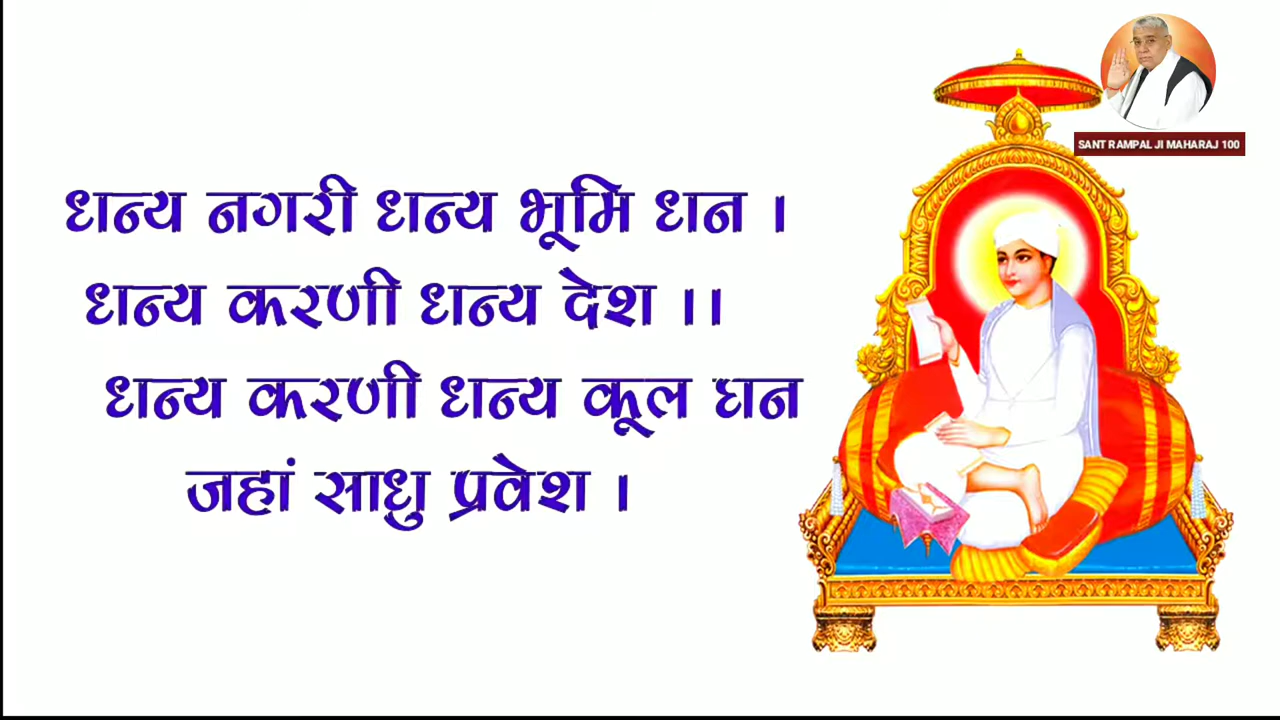 धन्य नगरी धन्य भूमि धन ।
धन्य करणी धन्य देश ।।
धन्य करणी धन्य कूल घन
जहां साधु प्रवेश ।
SANT RAMPAL JI MAHARAJ 100